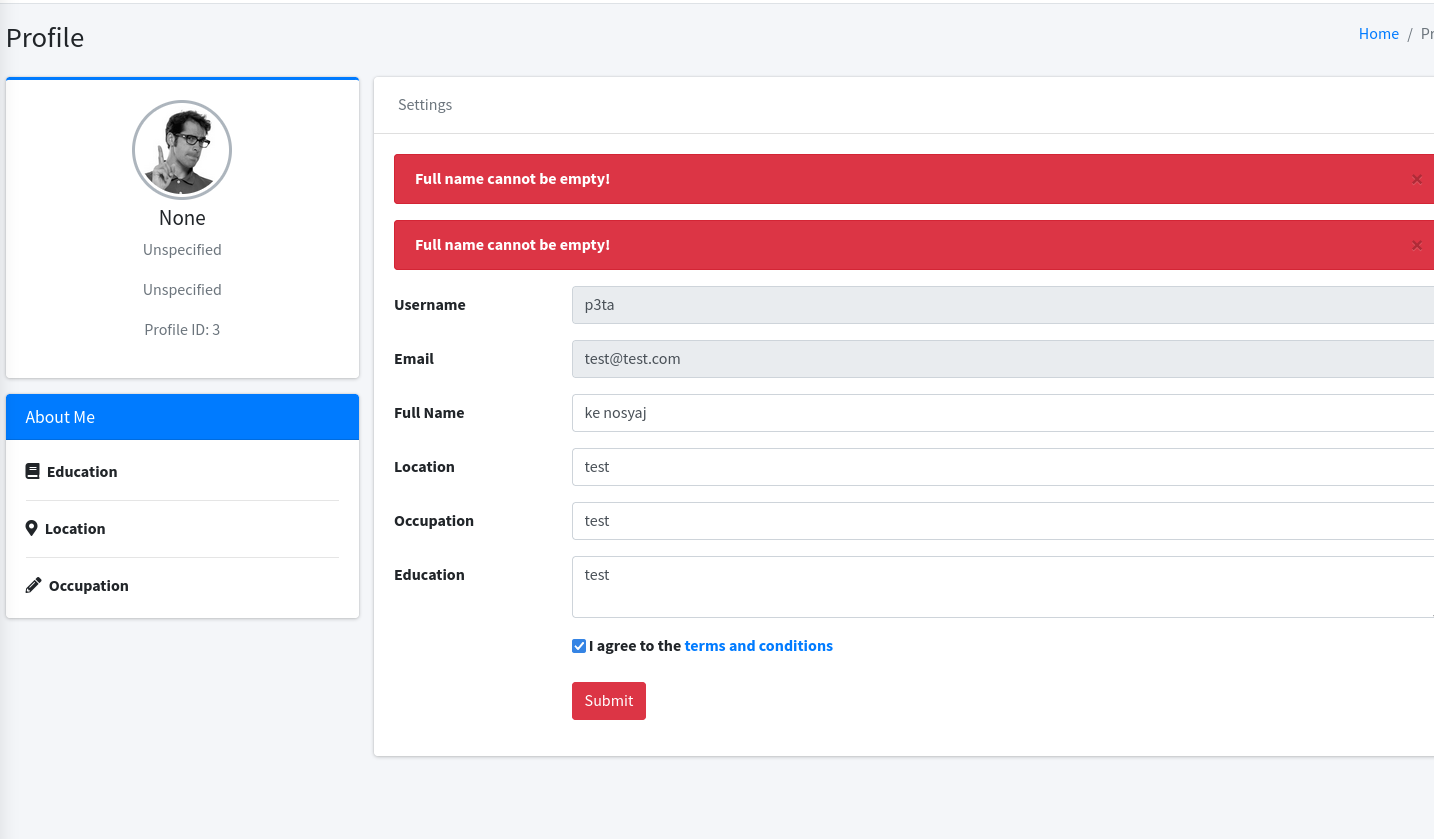 Profile
Home / Pr
None
Unspecified
Unspecified
Profile ID: 3
About Me
Education
Location
Occupation
Settings
Full name cannot be empty! ×
Full name cannot be empty! ×
Username p3ta
Email test@test.com
Full Name ke nosyaj
Location test
Occupation test
Education test
I agree to the terms and conditions
Submit